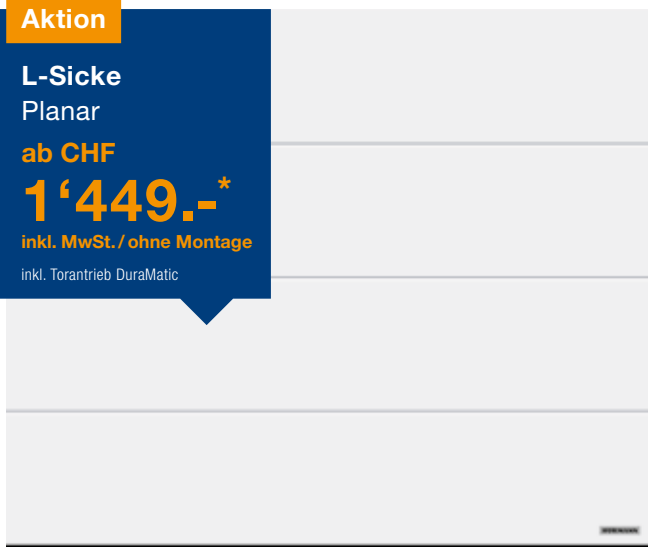 Aktion
L-Sicke
Planar
ab CHF
1‘449.-*
inkl. MwSt. / ohne Montage
inkl. Torantrieb DuraMatic